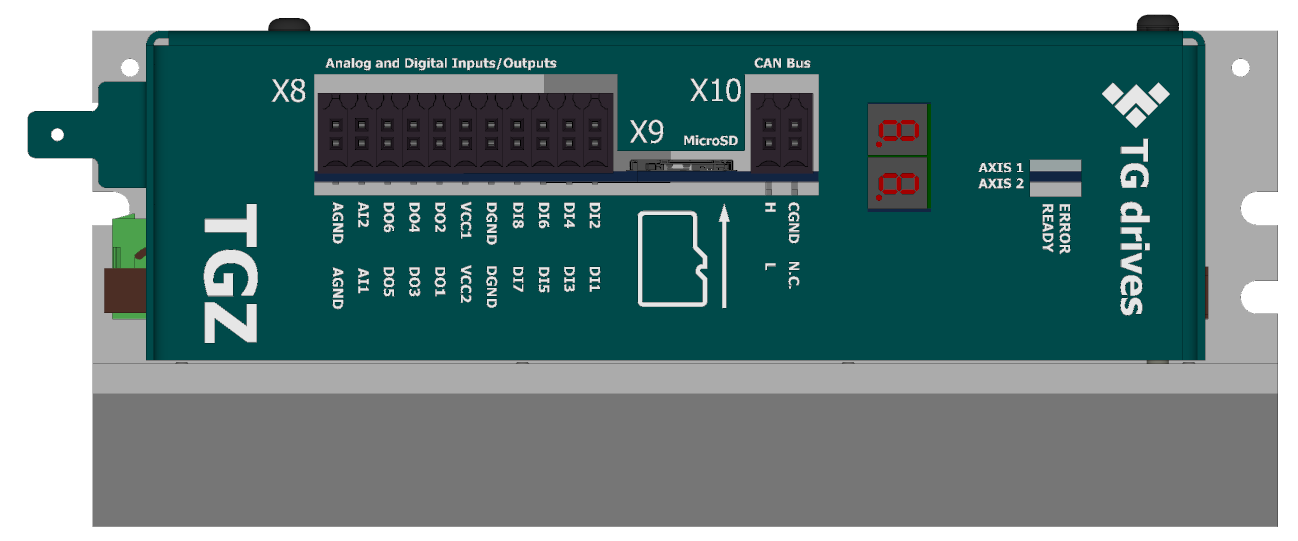 Analog and Digital Inputs/Outputs
CAN Bus
X8
X10
X9
MicroSD
8.
8.
AXIS 1
AXIS 2
AGND AI2 DO6 DO4 DO2 VCC1 DGND DI8 DI6 DI4 DI2
AGND AI1 DO5 DO3 DO1 VCC2 DGND DI7 DI5 DI3 DI1
H CGND
L N.C.
ERROR
READY
TGZ
TG drives